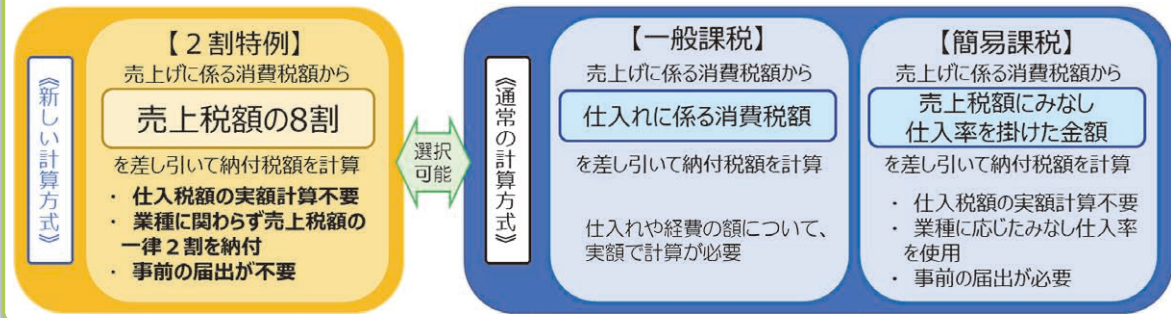 《新しい計算方式》
【２割特例】
売上げに係る消費税額から
売上税額の8割
を差し引いて納付税額を計算
・ 仕入税額の実額計算不要
・ 業種に関わらず売上税額の
一律２割を納付
・ 事前の届出が不要
選択
可能
《通常の計算方式》
【一般課税】
売上げに係る消費税額から
仕入れに係る消費税額
を差し引いて納付税額を計算
仕入れや経費の額について、
実額で計算が必要
【簡易課税】
売上げに係る消費税額から
売上税額にみなし
仕入率を掛けた金額
を差し引いて納付税額を計算
・ 仕入税額の実額計算不要
・ 業種に応じたみなし仕入率
を使用
・ 事前の届出が必要